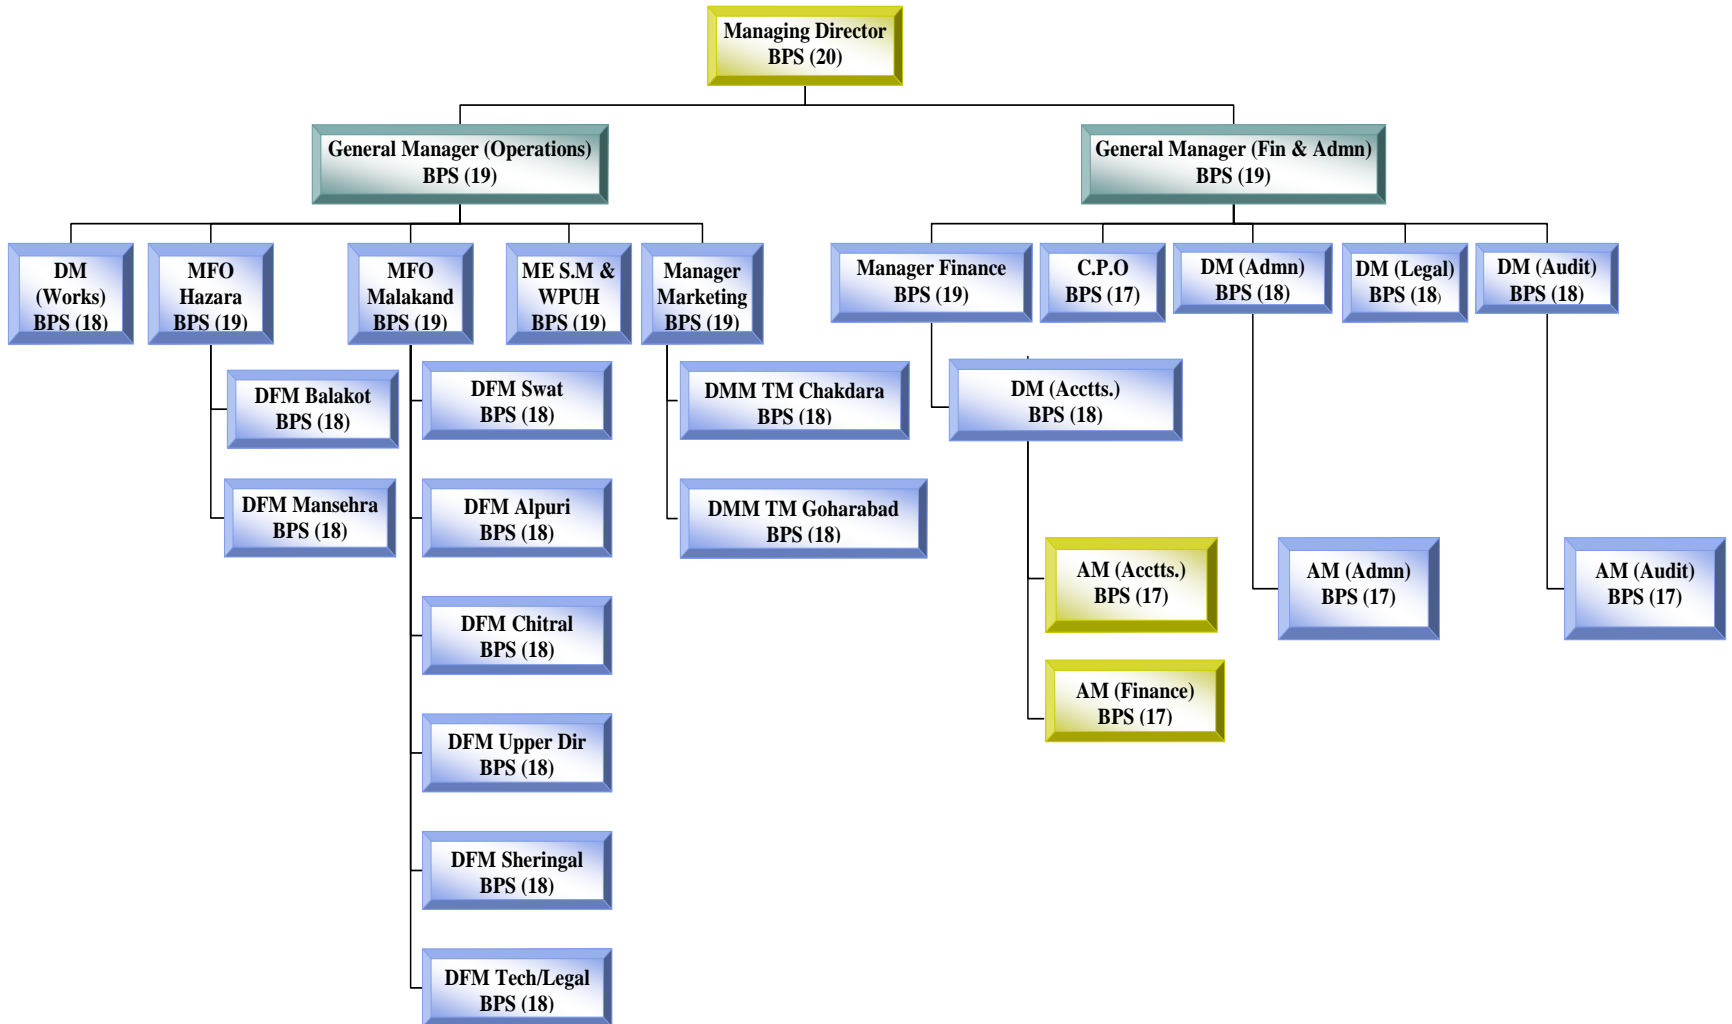 Managing Director
BPS (20)
General Manager (Operations)
BPS (19)
General Manager (Fin & Admn)
BPS (19)
DM
(Works)
BPS (18)
MFO
Hazara
BPS (19)
MFO
Malakand
BPS (19)
ME S.M &
WPUH
BPS (19)
Manager
Marketing
BPS (19)
Manager Finance
BPS (19)
C.P.O
BPS (17)
DM (Admn)
BPS (18)
DM (Legal)
BPS (18)
DM (Audit)
BPS (18)
DFM Balakot
BPS (18)
DFM Mansehra
BPS (18)
DFM Swat
BPS (18)
DFM Alpuri
BPS (18)
DFM Chitral
BPS (18)
DFM Upper Dir
BPS (18)
DFM Sheringal
BPS (18)
DFM Tech/Legal
BPS (18)
DMM TM Chakdara
BPS (18)
DMM TM Goharabad
BPS (18)
DM (Acctts.)
BPS (18)
AM (Acctts.)
BPS (17)
AM (Finance)
BPS (17)
AM (Admn)
BPS (17)
AM (Audit)
BPS (17)